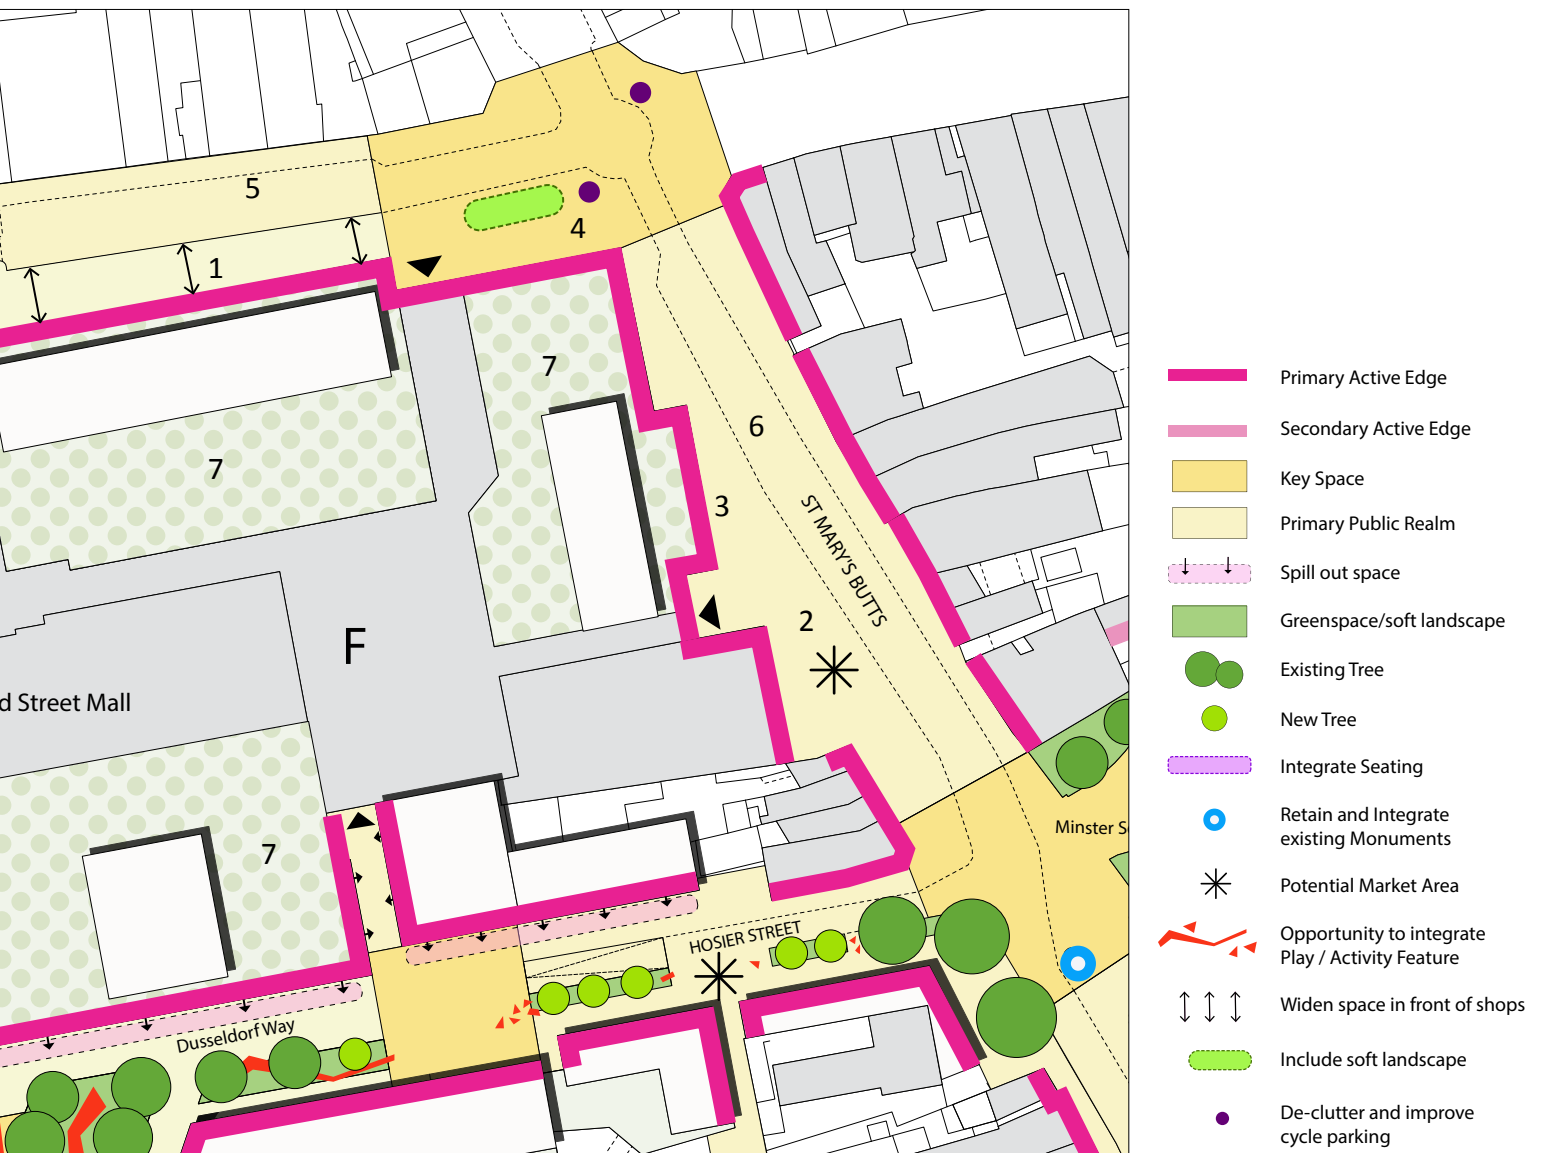 5
4
1
7
6
7
3
ST MARY'S BUTTS
2
F
d Street Mall
Minster S
7
HOSIER STREET
Dusseldorf Way
Primary Active Edge
Secondary Active Edge
Key Space
Primary Public Realm
Spill out space
Greenspace/soft landscape
Existing Tree
New Tree
Integrate Seating
Retain and Integrate
existing Monuments
Potential Market Area
Opportunity to integrate
Play / Activity Feature
Widen space in front of shops
Include soft landscape
De-clutter and improve
cycle parking